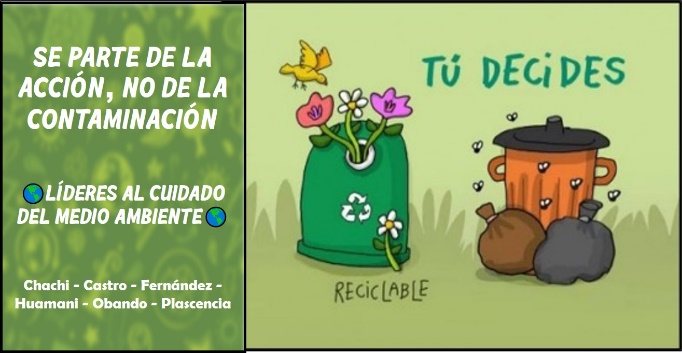 SE PARTE DE LA
ACCIÓN, NO DE LA
CONTAMINACIÓN
LÍDERES AL CUIDADO
DEL MEDIO AMBIENTE
Chachi - Castro - Fernández -
Huamani - Obando - Plascencia
TÚ DECIDES
RECICLABLE